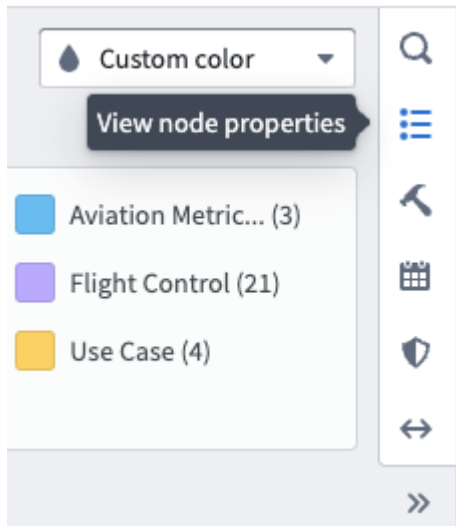 Custom color
View node properties
Aviation Metric... (3)
Flight Control (21)
Use Case (4)